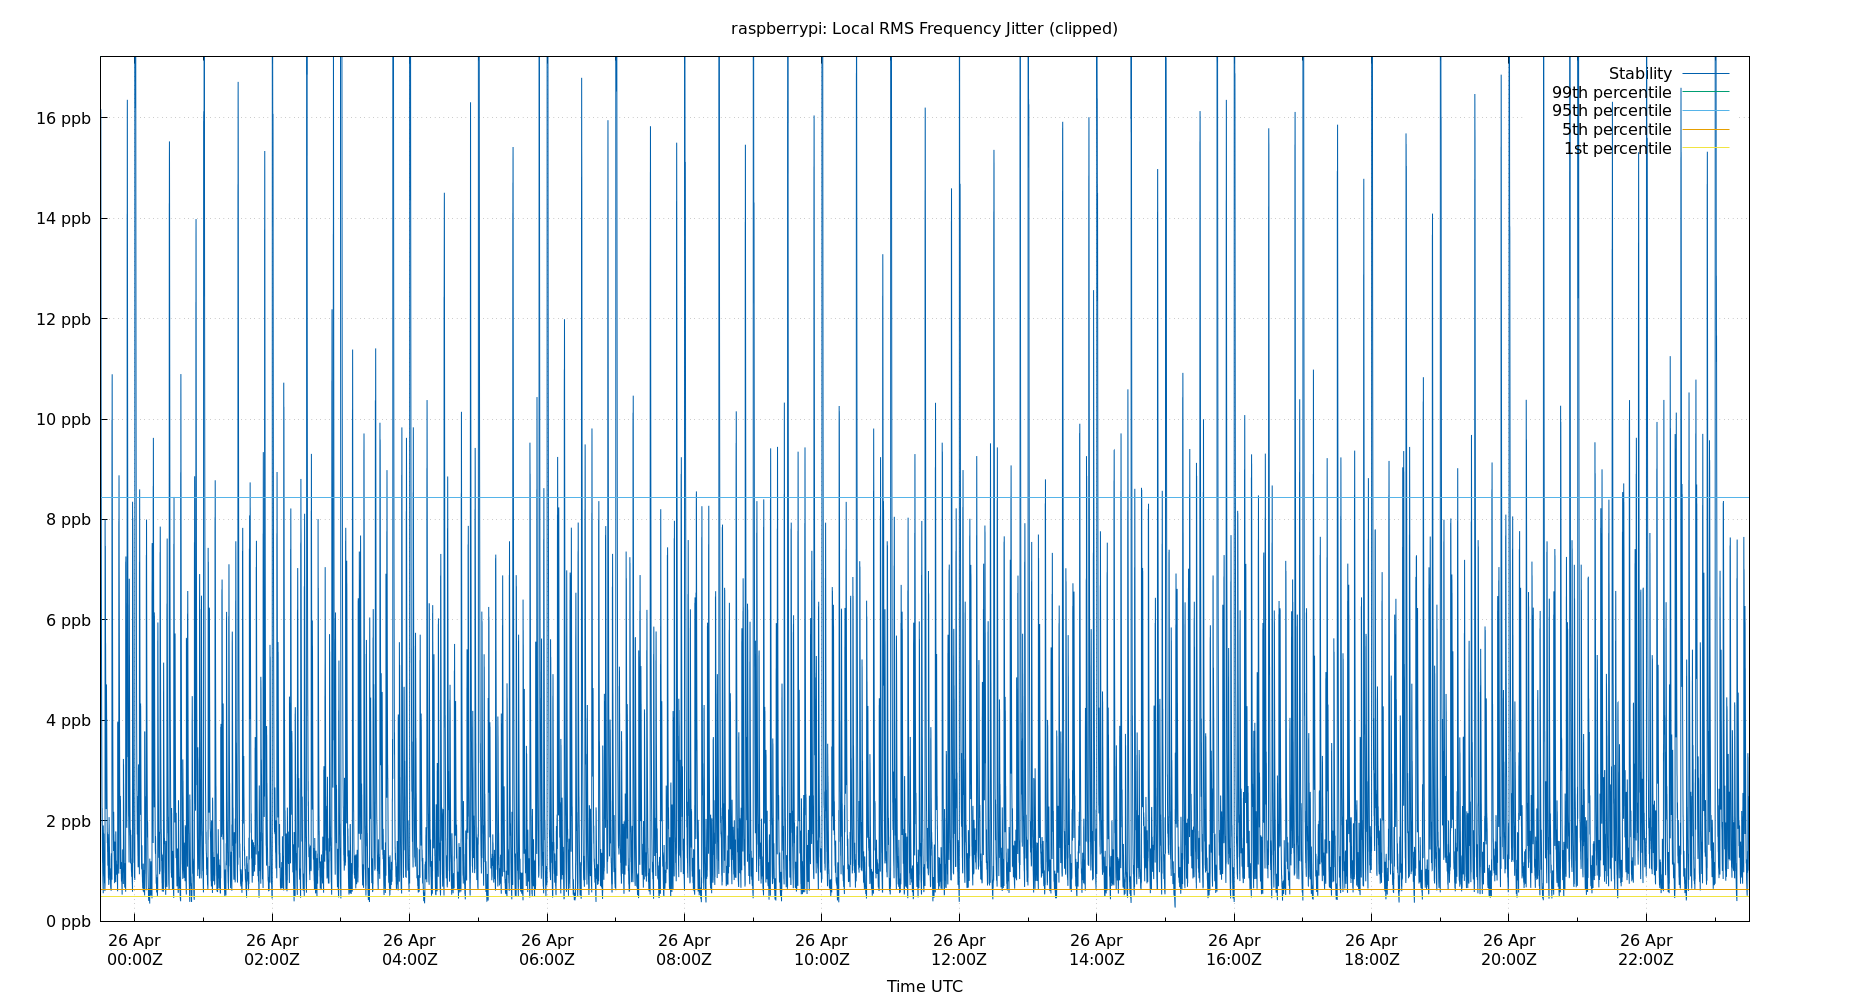 raspberrypi: Local RMS Frequency Jitter (clipped)
Stability
99th percentile
95th percentile
5th percentile
1st percentile
16 ppb
14 ppb
12 ppb
10 ppb
8 ppb
6 ppb
4 ppb
2 ppb
0 ppb
26 Apr 26 Apr 26 Apr 26 Apr 26 Apr 26 Apr 26 Apr 26 Apr 26 Apr 26 Apr 26 Apr 26 Apr
00:00Z 02:00Z 04:00Z 06:00Z 08:00Z 10:00Z 12:00Z 14:00Z 16:00Z 18:00Z 20:00Z 22:00Z
Time UTC